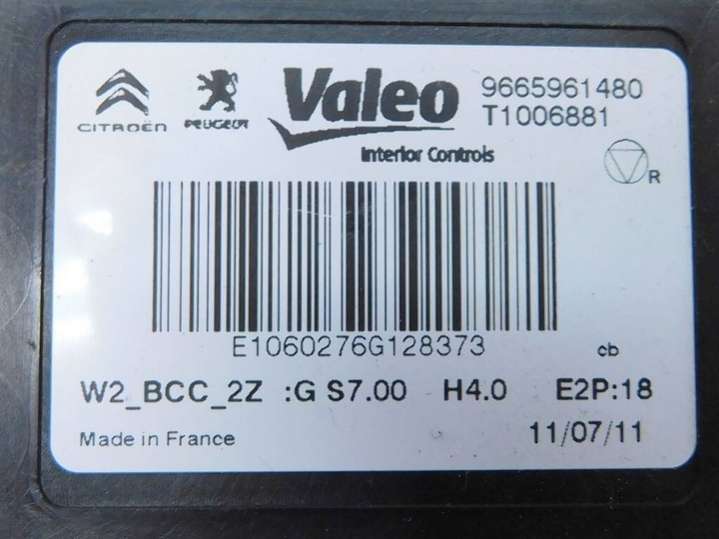 CITROËN PEUGEOT Valeo 9665961480
T1006881
Interior Controls
R
E1060276G128373
cb
W2_BCC_2Z :G S7.00 H4.0 E2P:18
Made in France 11/07/11